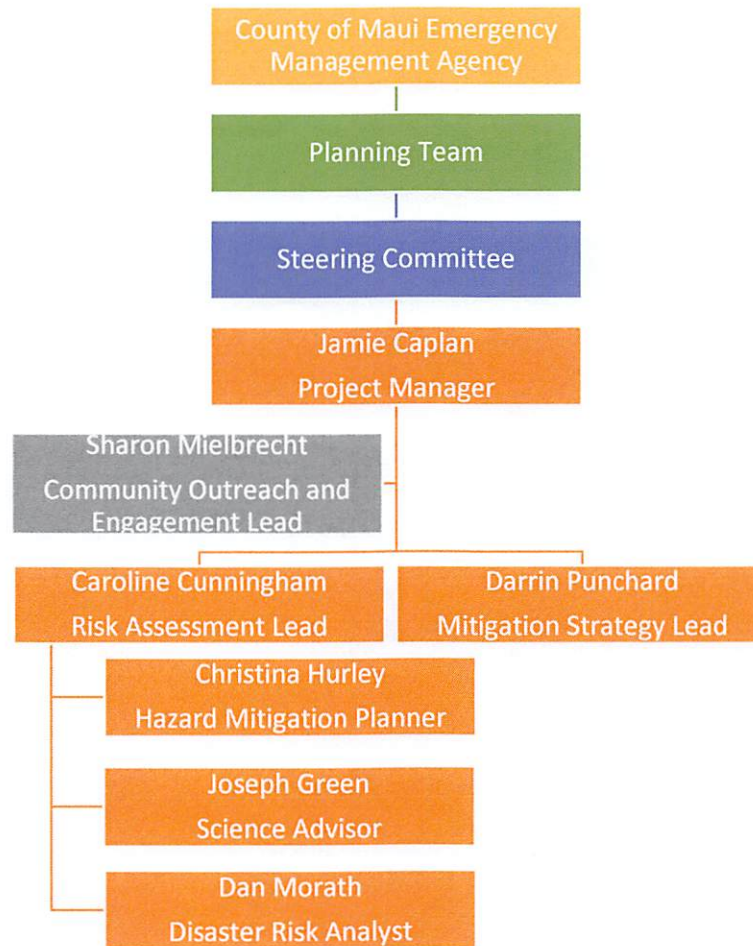 County of Maui Emergency
Management Agency
Planning Team
Steering Committee
Jamie Caplan
Project Manager
Sharon Mielbrecht
Community Outreach and
Engagement Lead
Caroline Cunningham
Risk Assessment Lead
Darrin Punchard
Mitigation Strategy Lead
Christina Hurley
Hazard Mitigation Planner
Joseph Green
Science Advisor
Dan Morath
Disaster Risk Analyst